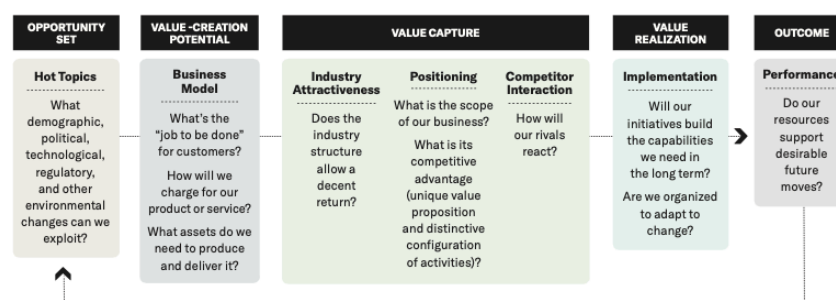 OPPORTUNITY
SET
VALUE-CREATION
POTENTIAL
VALUE CAPTURE
VALUE
REALIZATION
OUTCOME
Hot Topics
What
demographic,
political,
technological,
regulatory,
and other
environmental
changes can we
exploit?
Business
Model
What's the
“job to be done”
for customers?
How will we
charge for our
product or service?
What assets do we
need to produce
and deliver it?
Industry
Attractiveness
Does the
industry
structure
allow a
decent
return?
Positioning
What is the scope
of our business?
What is its
competitive
advantage
(unique value
proposition
and distinctive
configuration
of activities)?
Competitor
Interaction
How will
our rivals
react?
Implementation
Will our
initiatives build
the capabilities
we need in
the long term?
Are we organized
to adapt to
change?
Performance
Do our
resources
support
desirable
future
moves?